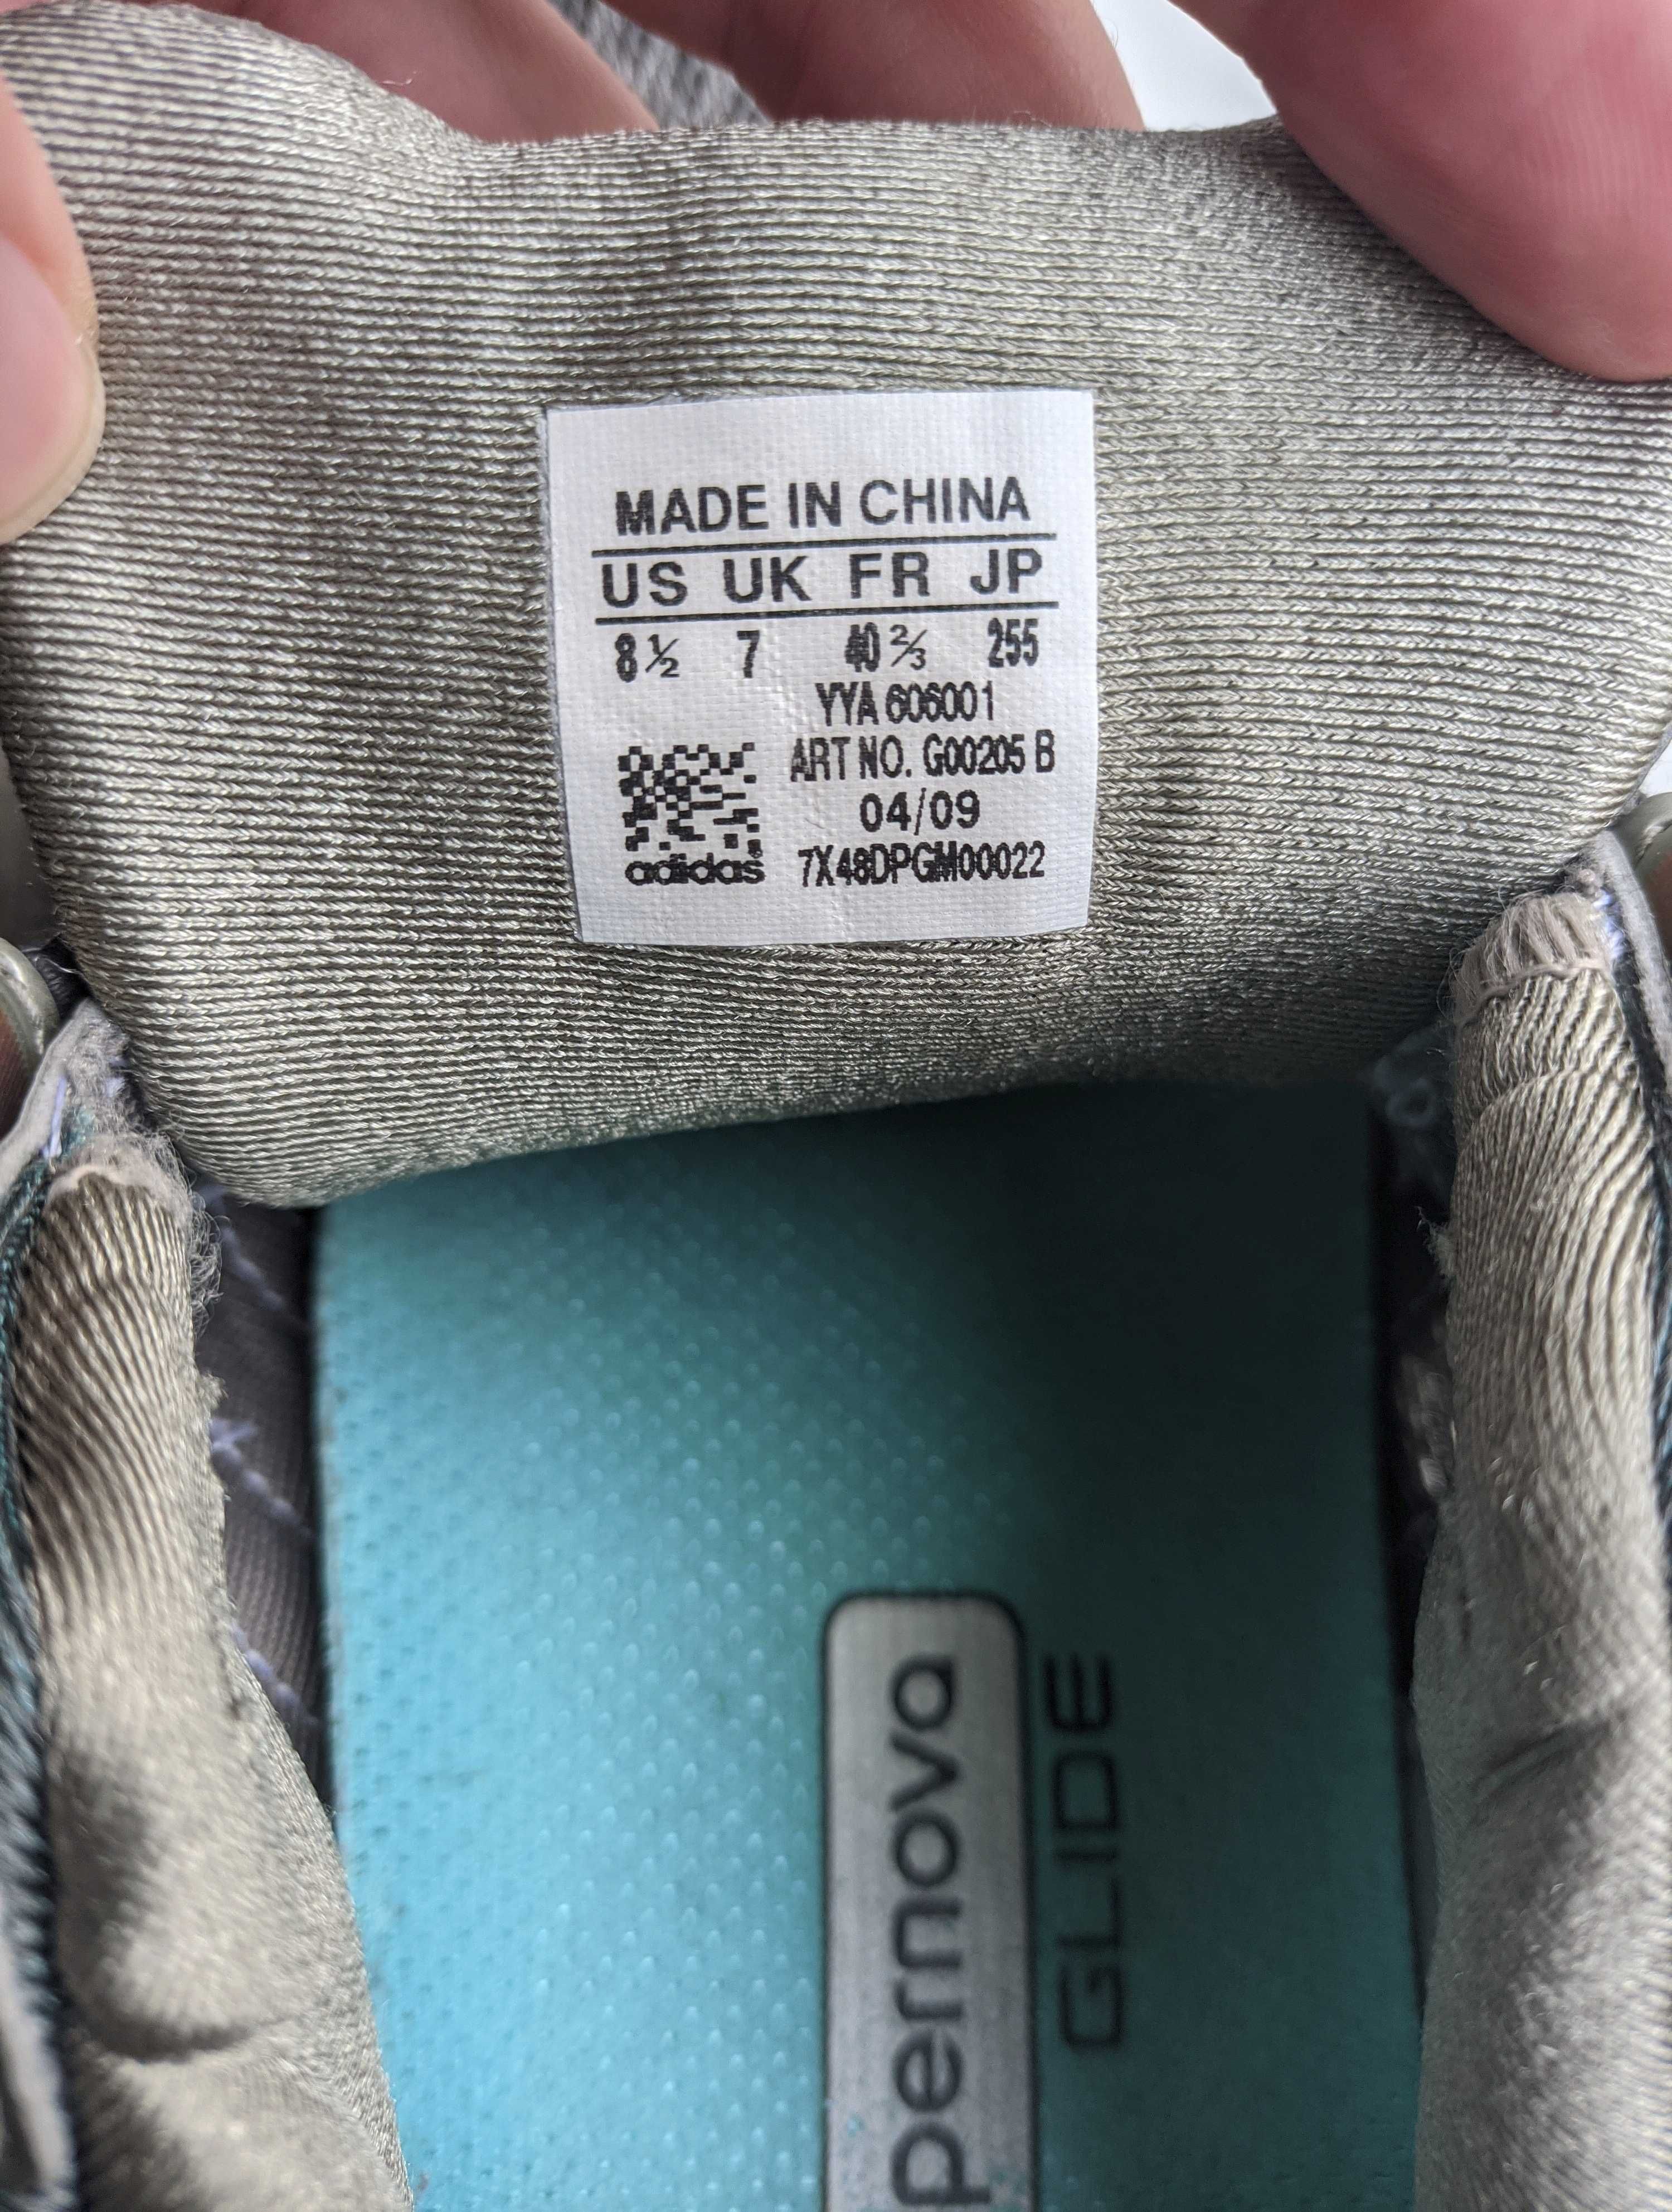 MADE IN CHINA
US UK FR JP
8½ 7 40⅔ 255
YYA 606001
ART NO. G00205 B
04/09
7X48DPGM00022
adidas
pernova
GLIDE